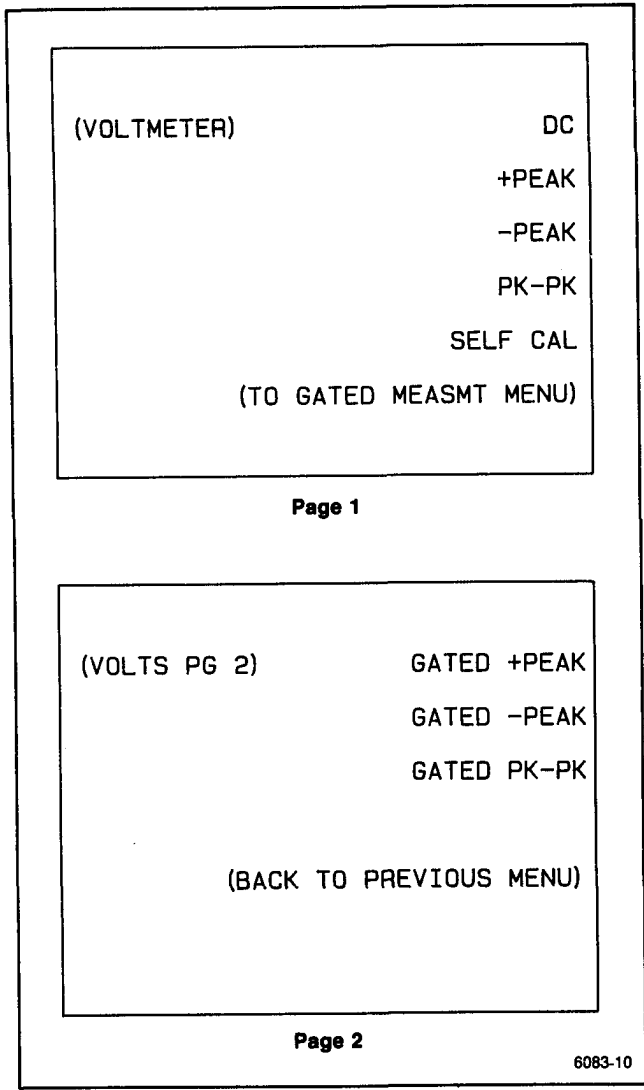 (VOLTMETER) DC
+PEAK
-PEAK
PK-PK
SELF CAL
(TO GATED MEASMT MENU)
Page 1
(VOLTS PG 2) GATED +PEAK
GATED -PEAK
GATED PK-PK
(BACK TO PREVIOUS MENU)
Page 2
6083-10